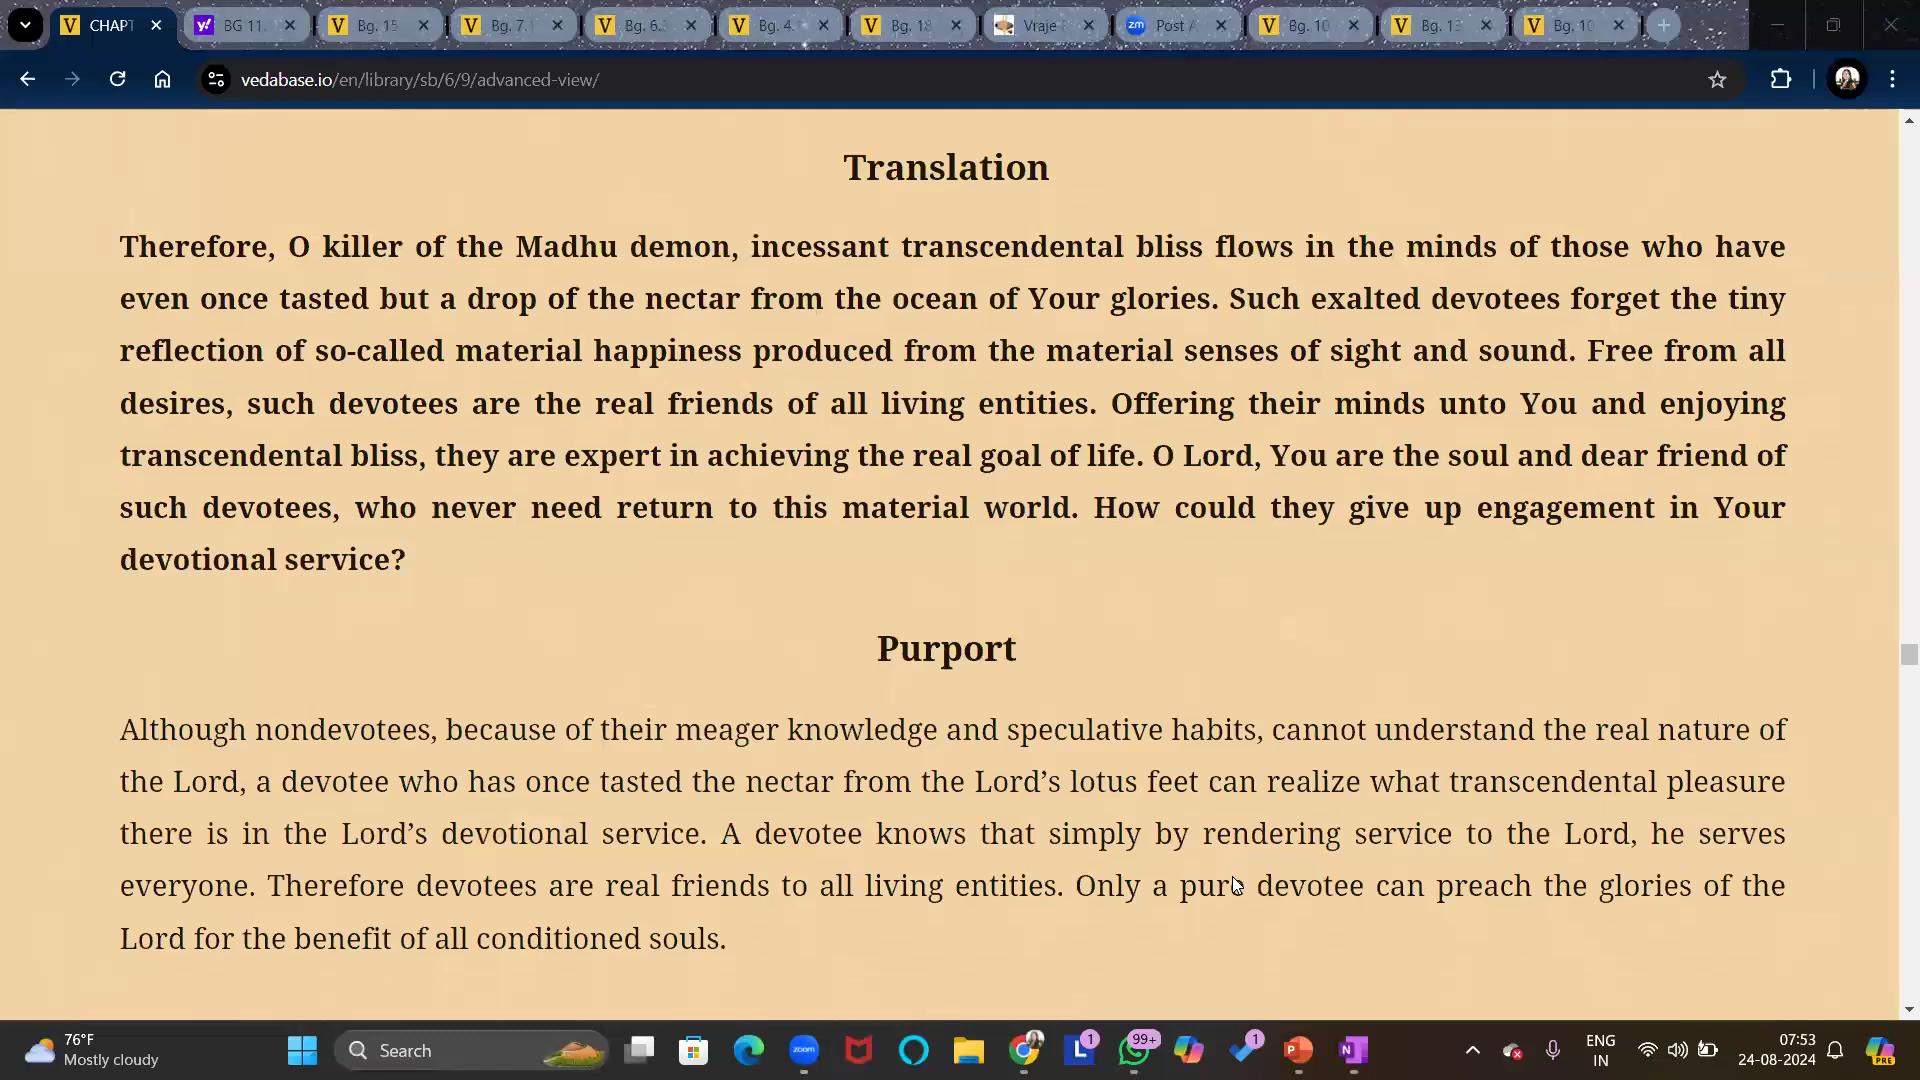 CHAPT
BG 11.
Bg. 15
Bg. 7.
Bg. 6.
Bg. 4.
Bg. 18
Vraje
zm
Post
Bg. 10
Bg. 13
Bg. 10
vedabase.io/en/library/sb/6/9/advanced-view/
Translation
Therefore, O killer of the Madhu demon, incessant transcendental bliss flows in the minds of those who have
even once tasted but a drop of the nectar from the ocean of Your glories. Such exalted devotees forget the tiny
reflection of so-called material happiness produced from the material senses of sight and sound. Free from all
desires, such devotees are the real friends of all living entities. Offering their minds unto You and enjoying
transcendental bliss, they are expert in achieving the real goal of life. O Lord, You are the soul and dear friend of
such devotees, who never need return to this material world. How could they give up engagement in Your
devotional service?
Purport
Although nondevotees, because of their meager knowledge and speculative habits, cannot understand the real nature of
the Lord, a devotee who has once tasted the nectar from the Lord’s lotus feet can realize what transcendental pleasure
there is in the Lord’s devotional service. A devotee knows that simply by rendering service to the Lord, he serves
everyone. Therefore devotees are real friends to all living entities. Only a pure devotee can preach the glories of the
Lord for the benefit of all conditioned souls.
76°F
Mostly cloudy
Search
zoom
1
99+
1
ENG
IN
07:53
24-08-2024
PRE